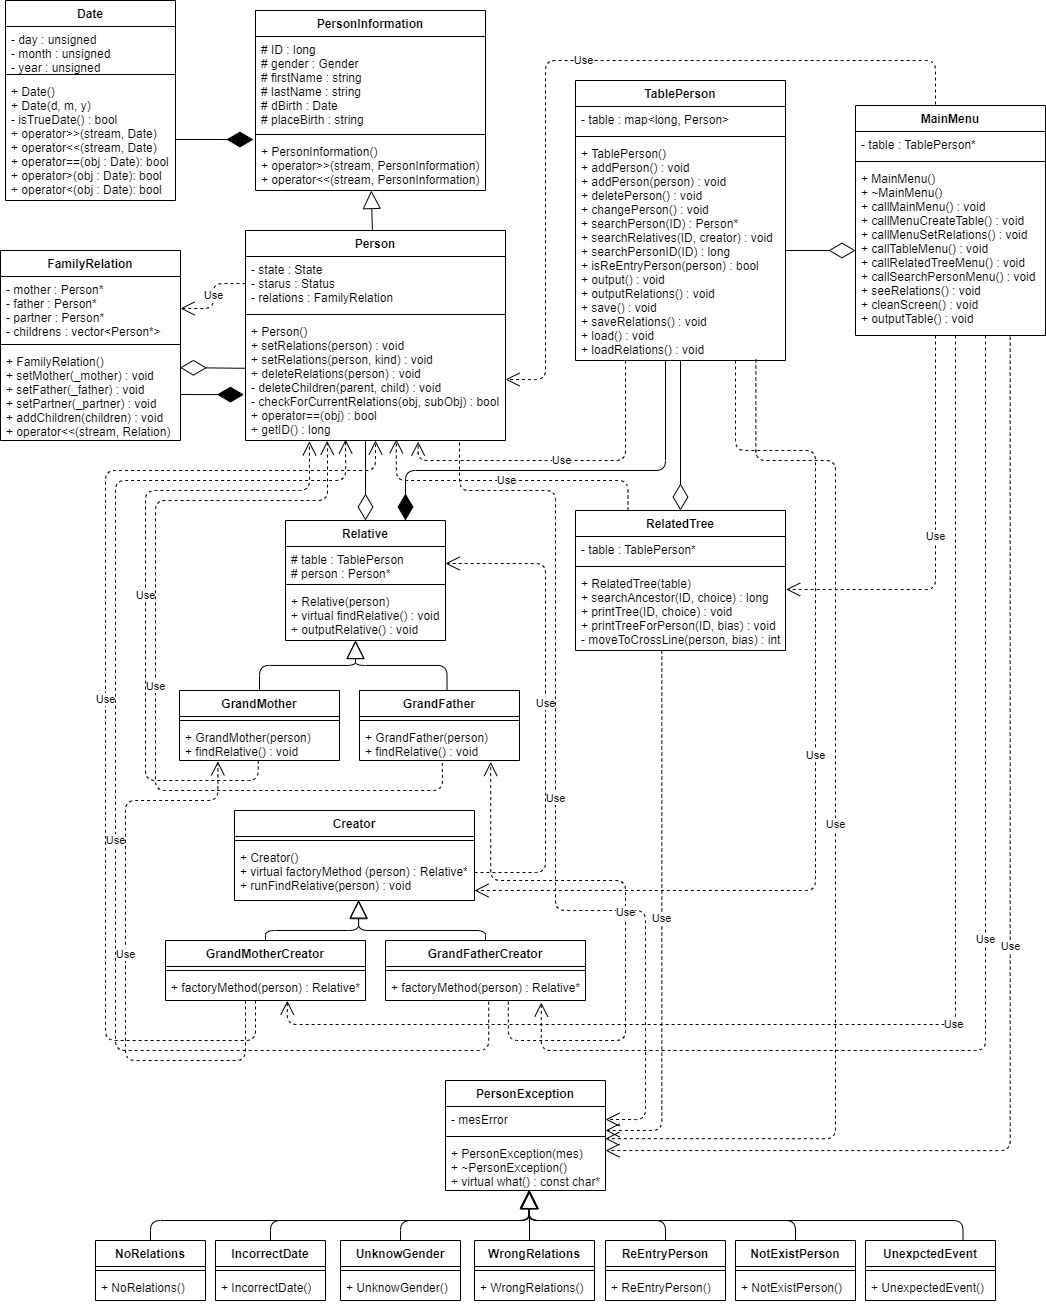 Date
- day : unsigned
- month : unsigned
- year : unsigned
+ Date()
+ Date(d, m, y)
- isTrueDate() : bool
+ operator>>(stream, Date)
+ operator<<(stream, Date)
+ operator==(obj : Date): bool
+ operator>(obj : Date): bool
+ operator<(obj : Date): bool
PersonInformation
# ID : long
# gender : Gender
# firstName : string
# lastName : string
# dBirth : Date
# placeBirth : string
+ PersonInformation()
+ operator>>(stream, PersonInformation)
+ operator<<(stream, PersonInformation)
Use
TablePerson
- table : map<long, Person>
+ TablePerson()
+ addPerson() : void
+ addPerson(person) : void
+ deletePerson() : void
+ changePerson() : void
+ searchPerson(ID) : Person*
+ searchRelatives(ID, creator) : void
+ searchPersonID(ID) : long
+ isReEntryPerson(person) : bool
+ output() : void
+ outputRelations() : void
+ save() : void
+ saveRelations() : void
+ load() : void
+ loadRelations() : void
MainMenu
- table : TablePerson*
+ MainMenu()
+ ~MainMenu()
+ callMainMenu() : void
+ callMenuCreateTable() : void
+ callMenuSetRelations() : void
+ callTableMenu() : void
+ callRelatedTreeMenu() : void
+ callSearchPersonMenu() : void
+ seeRelations() : void
+ cleanScreen() : void
+ outputTable() : void
FamilyRelation
- mother : Person*
- father : Person*
- partner : Person*
- childrens : vector<Person*>
+ FamilyRelation()
+ setMother(_mother) : void
+ setFather(_father) : void
+ setPartner(_partner) : void
+ addChildren(children) : void
+ operator<<(stream, Relation)
Use
Person
- state : State
- starus : Status
- relations : FamilyRelation
+ Person()
+ setRelations(person) : void
+ setRelations(person, kind) : void
+ deleteRelations(person) : void
- deleteChildren(parent, child) : void
- checkForCurrentRelations(obj, subObj) : bool
+ operator==(obj) : bool
+ getID() : long
Use
Use
Relative
# table : TablePerson
# person : Person*
+ Relative(person)
+ virtual findRelative() : void
+ outputRelative() : void
RelatedTree
- table : TablePerson*
+ RelatedTree(table)
+ searchAncestor(ID, choice) : long
+ printTree(ID, choice) : void
+ printTreeForPerson(ID, bias) : void
- moveToCrossLine(person, bias) : int
Use
Use
Use
Use
Use
GrandMother
+ GrandMother(person)
+ findRelative() : void
GrandFather
+ GrandFather(person)
+ findRelative() : void
Use
Use
Use
Use
Creator
+ Creator()
+ virtual factoryMethod (person) : Relative*
+ runFindRelative(person) : void
Use
Use
Use
Use
Use
GrandMotherCreator
+ factoryMethod(person) : Relative*
GrandFatherCreator
+ factoryMethod(person) : Relative*
Use
Use
PersonException
- mesError
+ PersonException(mes)
+ ~PersonException()
+ virtual what() : const char*
NoRelations
+ NoRelations()
IncorrectDate
+ IncorrectDate()
UnknowGender
+ UnknowGender()
WrongRelations
+ WrongRelations()
ReEntryPerson
+ ReEntryPerson()
NotExistPerson
+ NotExistPerson()
UnexpctedEvent
+ UnexpectedEvent()